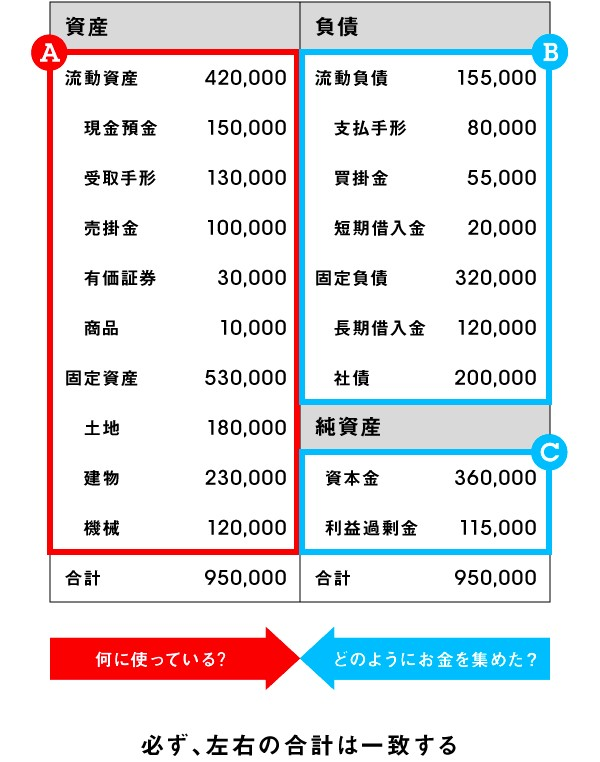 資産 負債
A B
流動資産 420,000 流動負債 155,000
現金預金 150,000 支払手形 80,000
受取手形 130,000 買掛金 55,000
売掛金 100,000 短期借入金 20,000
有価証券 30,000 固定負債 320,000
商品 10,000 長期借入金 120,000
固定資産 530,000 社債 200,000
土地 180,000 純資産
C
建物 230,000 資本金 360,000
機械 120,000 利益過剰金 115,000
合計 950,000 合計 950,000
何に使っている? どのようにお金を集めた?
必ず、左右の合計は一致する